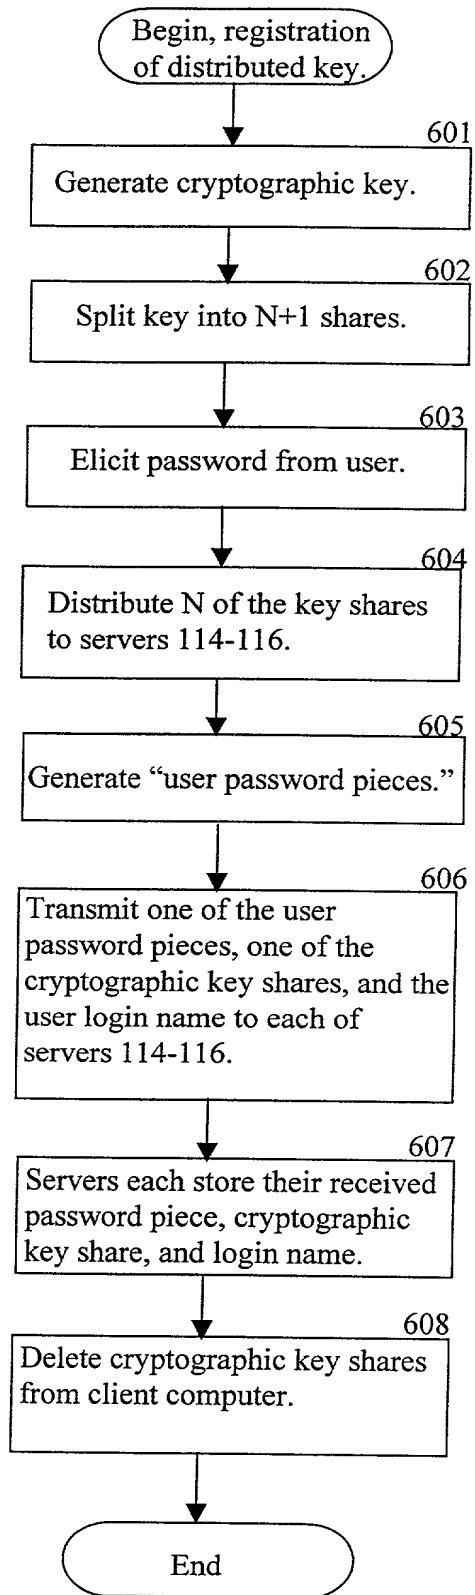 Begin, registration
of distributed key.
601
Generate cryptographic key.
602
Split key into N+1 shares.
603
Elicit password from user.
604
Distribute N of the key shares
to servers 114-116.
605
Generate “user password pieces.”
606
Transmit one of the user
password pieces, one of the
cryptographic key shares, and the
user login name to each of
servers 114-116.
607
Servers each store their received
password piece, cryptographic
key share, and login name.
608
Delete cryptographic key shares
from client computer.
End